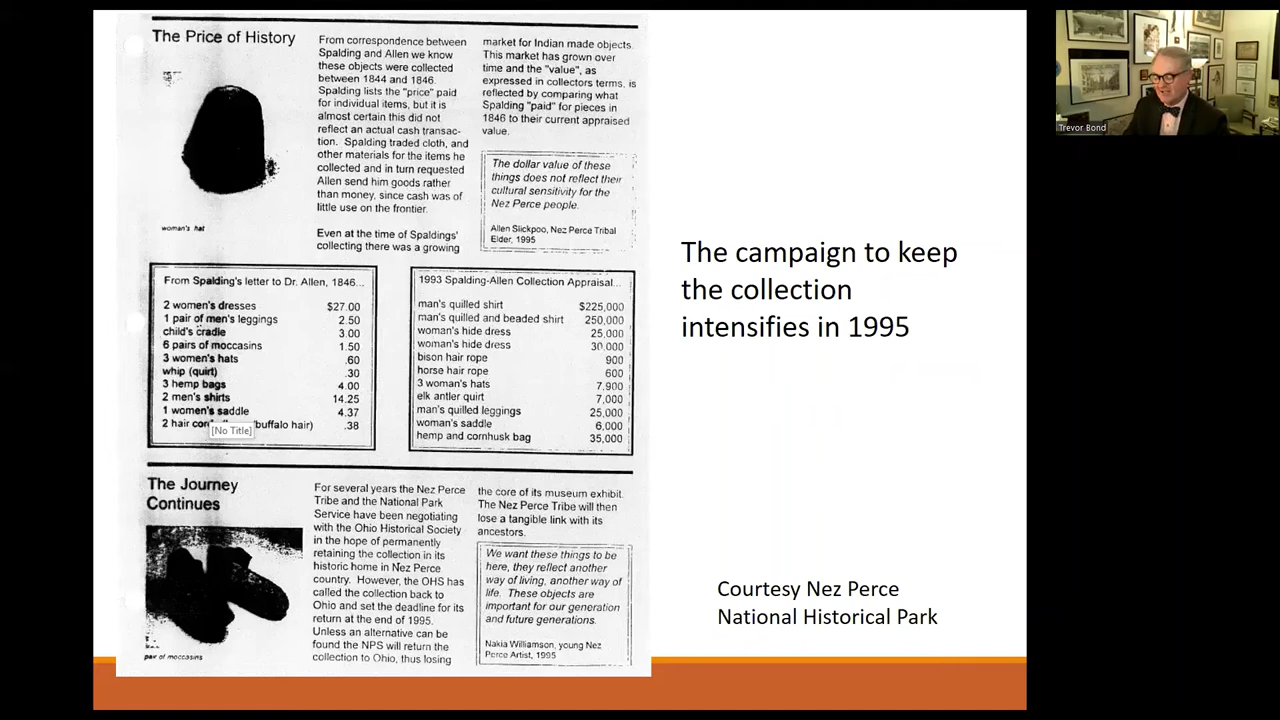 The Price of History
woman's hat
From correspondence between
Spalding and Allen we know
these objects were collected
between 1844 and 1846.
Spalding lists the "price" paid
for individual items, but it is
almost certain this did not
reflect an actual cash transac-
tion. Spalding traded cloth, and
other materials for the items he
collected and in turn requested
Allen send him goods rather
than money, since cash was of
little use on the frontier.
Even at the time of Spaldings'
collecting there was a growing
market for Indian made objects.
This market has grown over
time and the "value", as
expressed in collectors terms, is
reflected by comparing what
Spalding "paid" for pieces in
1846 to their current appraised
value.
The dollar value of these
things does not reflect their
cultural sensitivity for the
Nez Perce people.
Allen Slickpoo, Nez Perce Tribal
Elder, 1995
From Spalding's letter to Dr. Allen, 1846...
2 women's dresses $27.00
1 pair of men's leggings 2.50
child's cradle 3.00
6 pairs of moccasins 1.50
3 women's hats .60
whip (quirt) .30
3 hemp bags 4.00
2 men's shirts 14.25
1 women's saddle 4.37
2 hair buffalo hair) .38
[No Title]
1993 Spalding-Allen Collection Appraisal...
man's quilled shirt $225,000
man's quilled and beaded shirt 250,000
woman's hide dress 25,000
woman's hide dress 30,000
bison hair rope 900
horse hair rope 600
3 woman's hats 7,900
elk antler quirt 7,000
man's quilled leggings 25,000
woman's saddle 6,000
hemp and cornhusk bag 35,000
The Journey
Continues
pair of moccasins
For several years the Nez Perce
Tribe and the National Park
Service have been negotiating
with the Ohio Historical Society
in the hope of permanently
retaining the collection in its
historic home in Nez Perce
country. However, the OHS has
called the collection back to
Ohio and set the deadline for its
return at the end of 1995.
Unless an alternative can be
found the NPS will return the
collection to Ohio, thus losing
the core of its museum exhibit.
The Nez Perce Tribe will then
lose a tangible link with its
ancestors.
We want these things to be
here, they reflect another
way of living, another way of
life. These objects are
important for our generation
and future generations.
Nakia Williamson, young Nez
Perce Artist, 1995
The campaign to keep
the collection
intensifies in 1995
Courtesy Nez Perce
National Historical Park
Trevor Bond